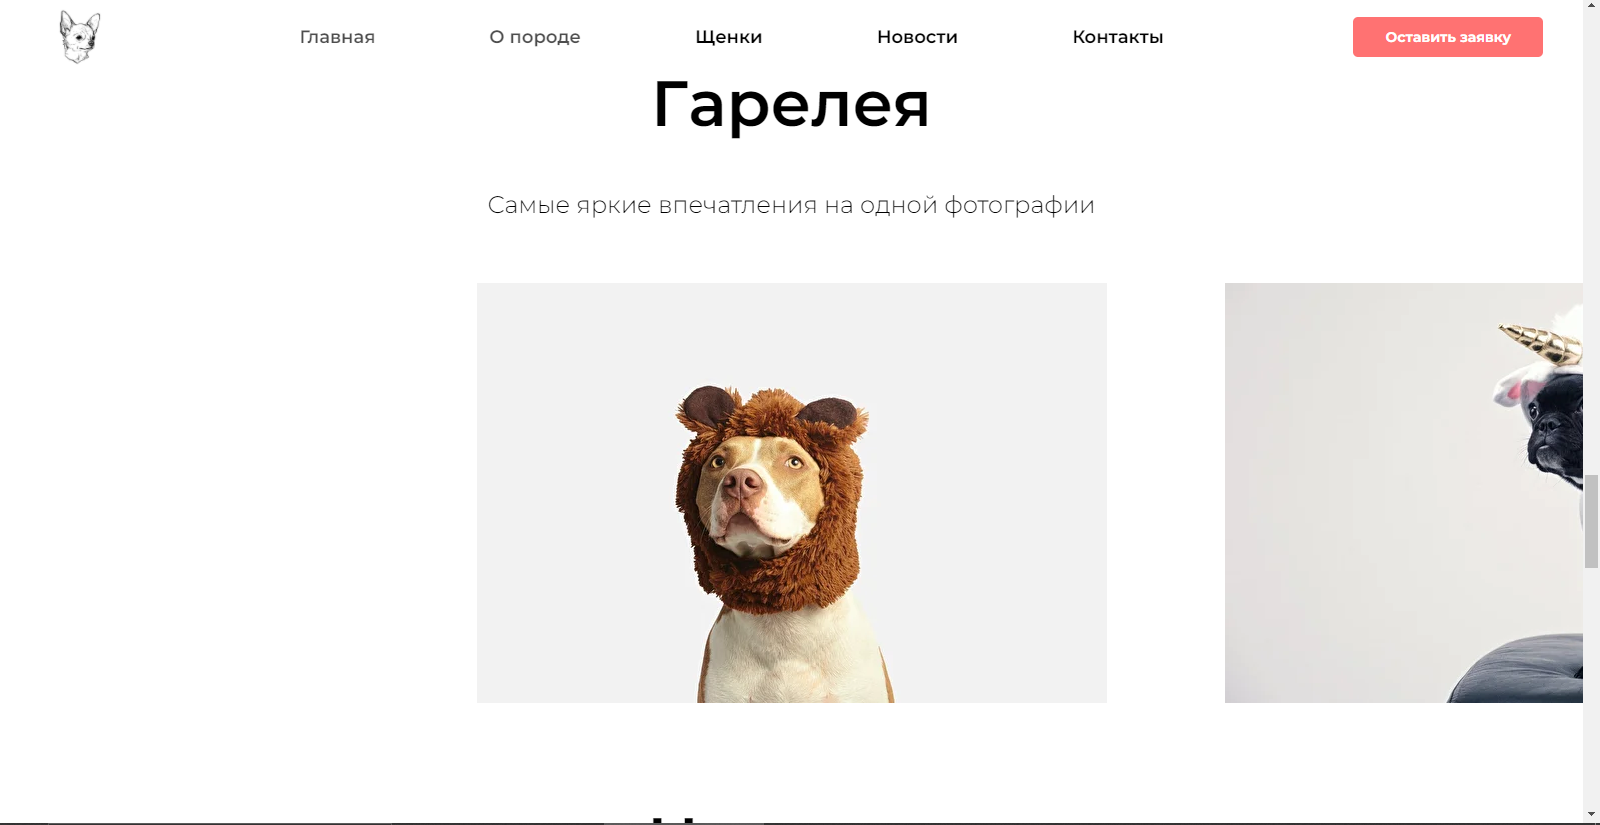 Главная О породе Щенки Новости Контакты Оставить заявку
Гарелея
Самые яркие впечатления на одной фотографии